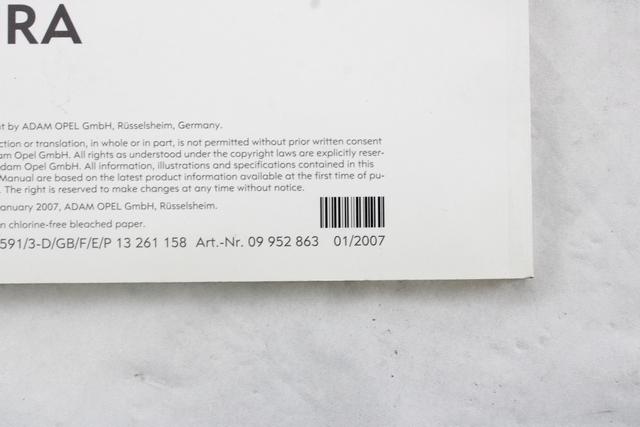 RA
t by ADAM OPEL GmbH, Rüsselsheim, Germany.
ction or translation, in whole or in part, is not permitted without prior written consent
am Opel GmbH. All rights as understood under the copyright laws are explicitly reser-
dam Opel GmbH. All information, illustrations and specifications contained in this
Manual are based on the latest product information available at the first time of pu-
. The right is reserved to make changes at any time without notice.
anuary 2007, ADAM OPEL GmbH, Rüsselsheim.
n chlorine-free bleached paper.
591/3-D/GB/F/E/P 13 261 158 Art.-Nr. 09 952 863 01/2007